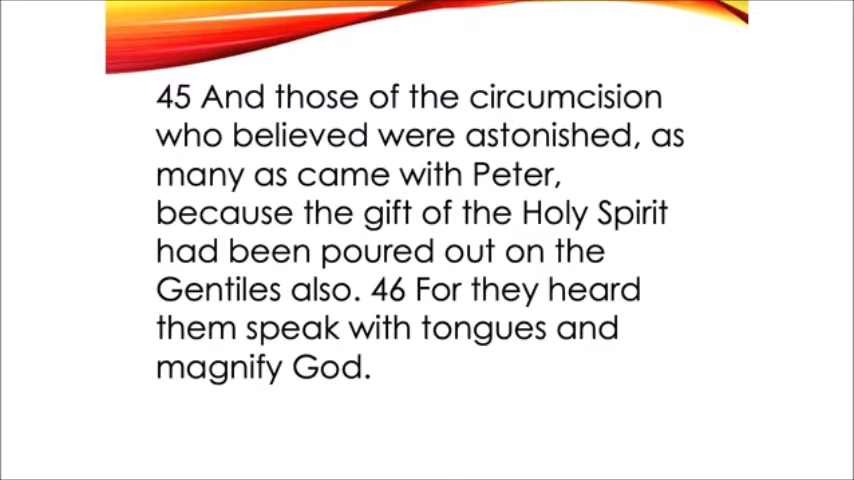 45 And those of the circumcision
who believed were astonished, as
many as came with Peter,
because the gift of the Holy Spirit
had been poured out on the
Gentiles also. 46 For they heard
them speak with tongues and
magnify God.